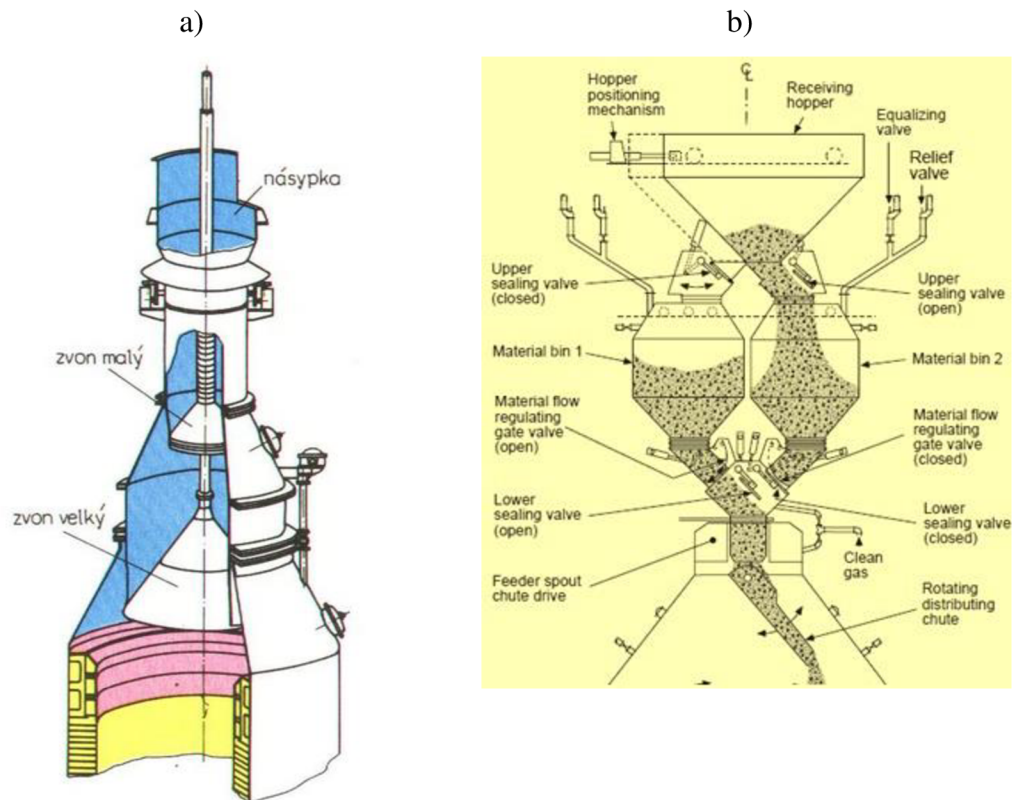 a)
b)
násypka
zvon malý
zvon velký
℄
Hopper
positioning
mechanism
Receiving
hopper
Equalizing
valve
Relief
valve
Upper
sealing valve
(closed)
Upper
sealing valve
(open)
Material bin 1
Material bin 2
Material flow
regulating
gate valve
(open)
Material flow
regulating
gate valve
(closed)
Lower
sealing valve
(open)
Lower
sealing valve
(closed)
Clean
gas
Feeder spout
chute drive
Rotating
distributing
chute